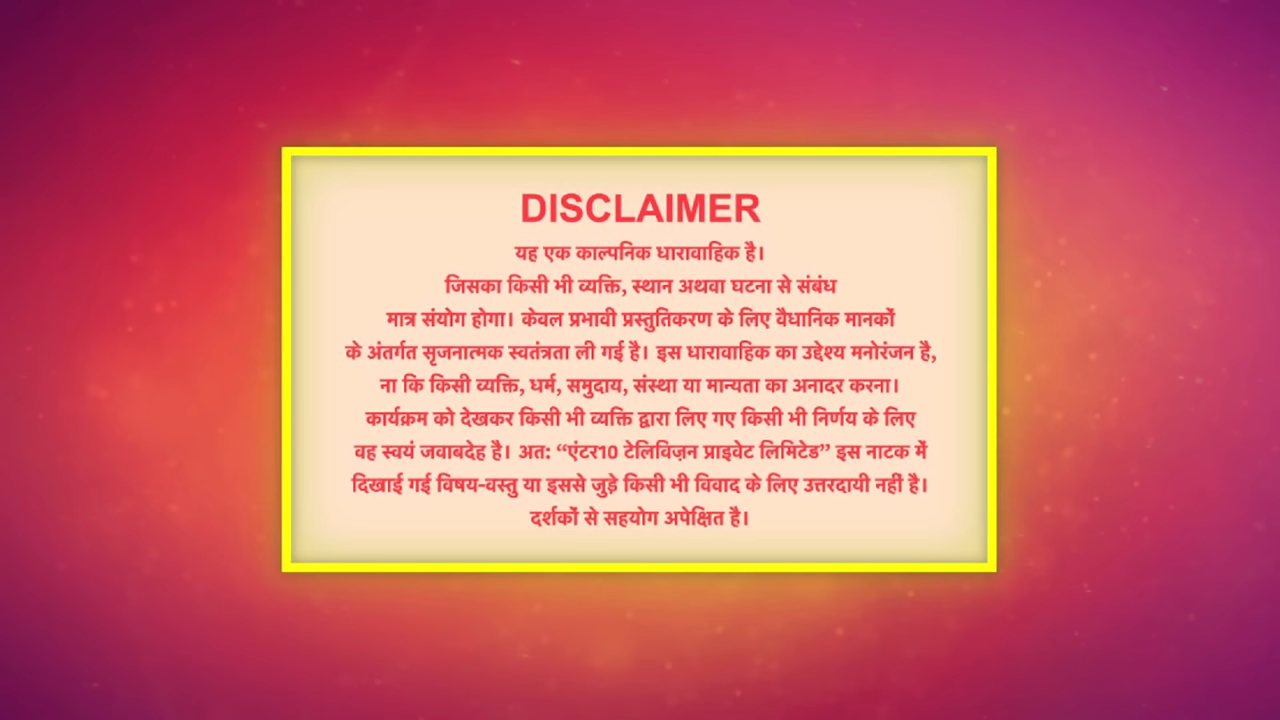 DISCLAIMER
यह एक काल्पनिक धारावाहिक है।
जिसका किसी भी व्यक्ति, स्थान अथवा घटना से संबंध
मात्र संयोग होगा। केवल प्रभावी प्रस्तुतिकरण के लिए वैधानिक मानकों
के अंतर्गत सृजनात्मक स्वतंत्रता ली गई है। इस धारावाहिक का उद्देश्य मनोरंजन है,
ना कि किसी व्यक्ति, धर्म, समुदाय, संस्था या मान्यता का अनादर करना।
कार्यक्रम को देखकर किसी भी व्यक्ति द्वारा लिए गए किसी भी निर्णय के लिए
वह स्वयं जवाबदेह है। अत: “एंटर10 टेलिविज़न प्राइवेट लिमिटेड” इस नाटक में
दिखाई गई विषय-वस्तु या इससे जुड़े किसी भी विवाद के लिए उत्तरदायी नहीं है।
दर्शकों से सहयोग अपेक्षित है।